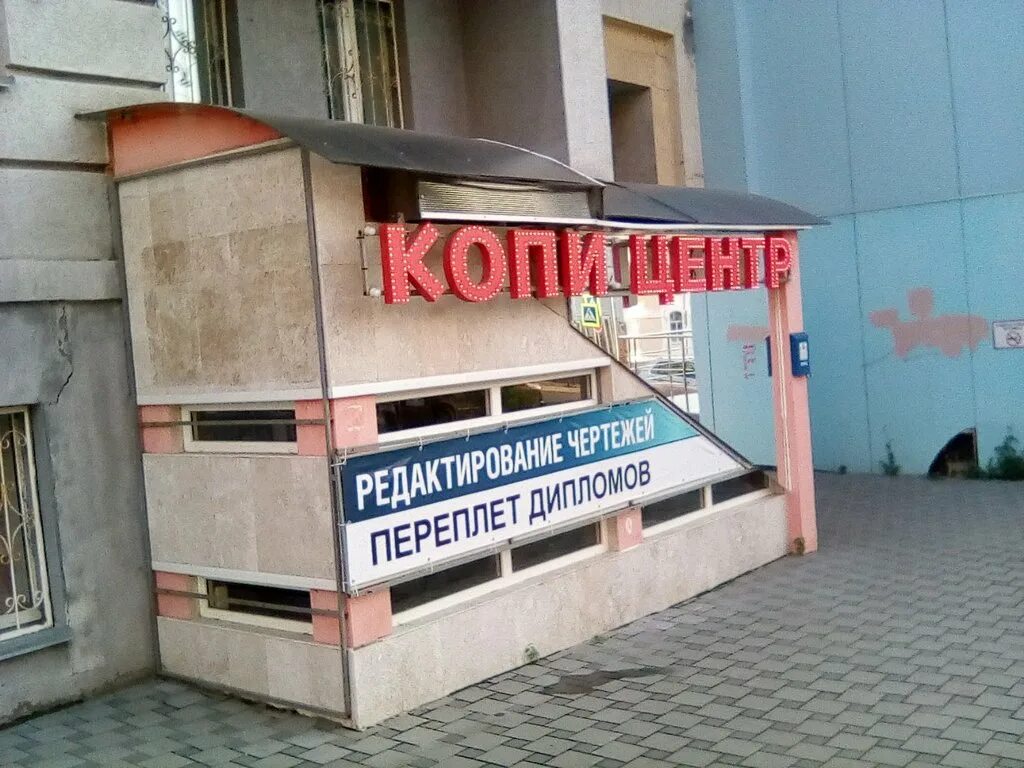 КОПИ ЦЕНТР
РЕДАКТИРОВАНИЕ ЧЕРТЕЖЕЙ
ПЕРЕПЛЕТ ДИПЛОМОВ